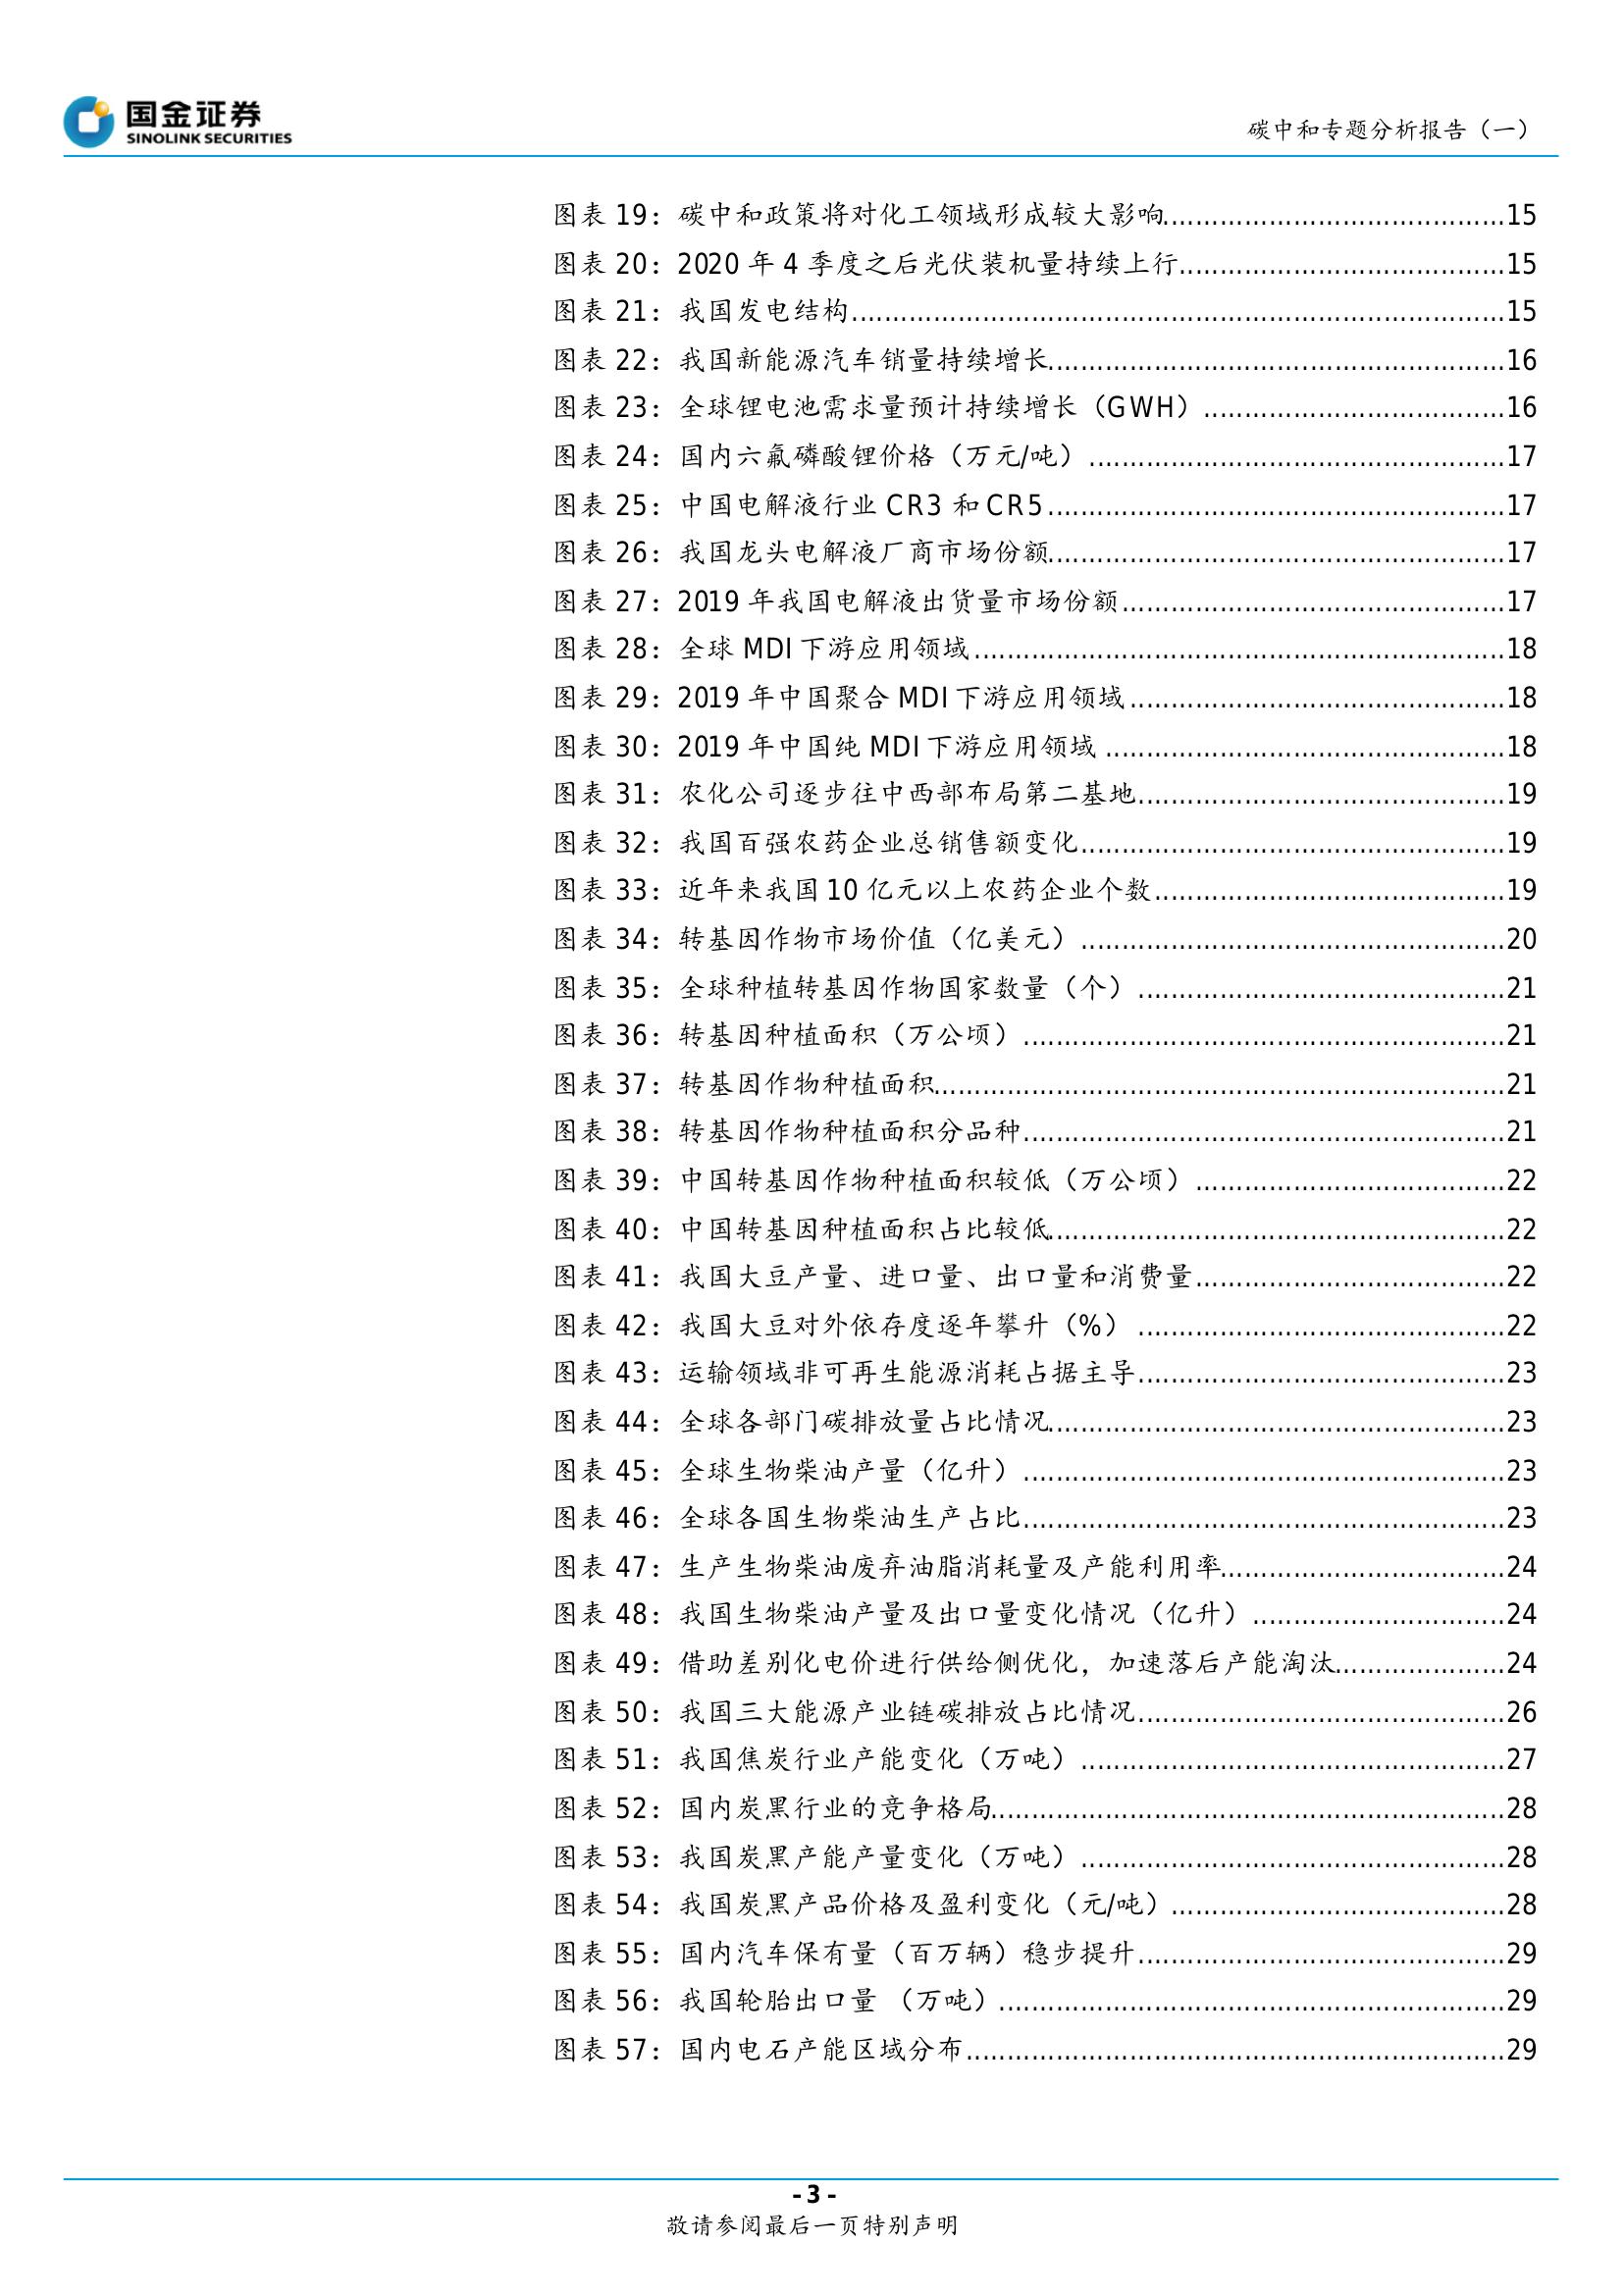 国金证券
SINOLINK SECURITIES
碳中和专题分析报告（一）
图表 19：碳中和政策将对化工领域形成较大影响........................................15
图表 20：2020 年 4 季度之后光伏装机量持续上行........................................15
图表 21：我国发电结构........................................15
图表 22：我国新能源汽车销量持续增长........................................16
图表 23：全球锂电池需求量预计持续增长（GWH）........................................16
图表 24：国内六氟磷酸锂价格（万元/吨）........................................17
图表 25：中国电解液行业 CR3 和 CR5........................................17
图表 26：我国龙头电解液厂商市场份额........................................17
图表 27：2019 年我国电解液出货量市场份额........................................17
图表 28：全球 MDI 下游应用领域........................................18
图表 29：2019 年中国聚合 MDI 下游应用领域........................................18
图表 30：2019 年中国纯 MDI 下游应用领域........................................18
图表 31：农化公司逐步往中西部布局第二基地........................................19
图表 32：我国百强农药企业总销售额变化........................................19
图表 33：近年来我国 10 亿元以上农药企业个数........................................19
图表 34：转基因作物市场价值（亿美元）........................................20
图表 35：全球种植转基因作物国家数量（个）........................................21
图表 36：转基因种植面积（万公顷）........................................21
图表 37：转基因作物种植面积........................................21
图表 38：转基因作物种植面积分品种........................................21
图表 39：中国转基因作物种植面积较低（万公顷）........................................22
图表 40：中国转基因种植面积占比较低........................................22
图表 41：我国大豆产量、进口量、出口量和消费量........................................22
图表 42：我国大豆对外依存度逐年攀升（%）........................................22
图表 43：运输领域非可再生能源消耗占据主导........................................23
图表 44：全球各部门碳排放量占比情况........................................23
图表 45：全球生物柴油产量（亿升）........................................23
图表 46：全球各国生物柴油生产占比........................................23
图表 47：生产生物柴油废弃油脂消耗量及产能利用率........................................24
图表 48：我国生物柴油产量及出口量变化情况（亿升）........................................24
图表 49：借助差别化电价进行供给侧优化，加速落后产能淘汰........................................24
图表 50：我国三大能源产业链碳排放占比情况........................................26
图表 51：我国焦炭行业产能变化（万吨）........................................27
图表 52：国内炭黑行业的竞争格局........................................28
图表 53：我国炭黑产能产量变化（万吨）........................................28
图表 54：我国炭黑产品价格及盈利变化（元/吨）........................................28
图表 55：国内汽车保有量（百万辆）稳步提升........................................29
图表 56：我国轮胎出口量 （万吨）........................................29
图表 57：国内电石产能区域分布........................................29
- 3 -
敬请参阅最后一页特别声明